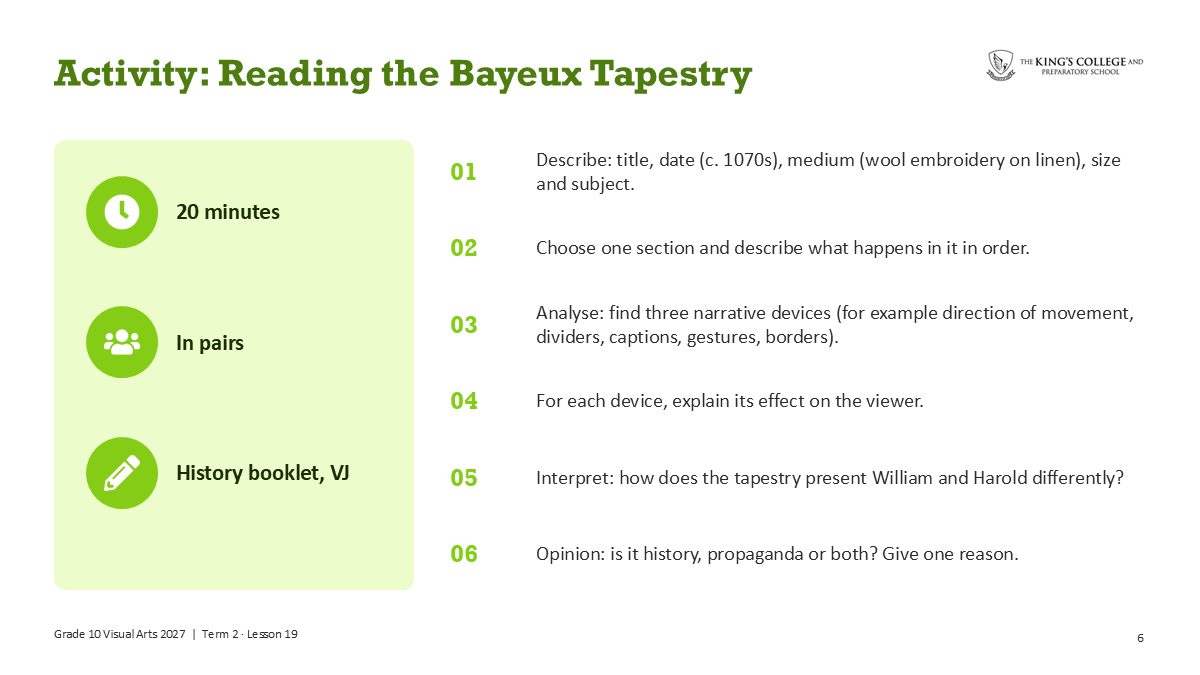 Activity: Reading the Bayeux Tapestry
THE KING'S COLLEGE AND
PREPARATORY SCHOOL
20 minutes
In pairs
History booklet, VJ
01
Describe: title, date (c. 1070s), medium (wool embroidery on linen), size
and subject.
02
Choose one section and describe what happens in it in order.
03
Analyse: find three narrative devices (for example direction of movement,
dividers, captions, gestures, borders).
04
For each device, explain its effect on the viewer.
05
Interpret: how does the tapestry present William and Harold differently?
06
Opinion: is it history, propaganda or both? Give one reason.
Grade 10 Visual Arts 2027 | Term 2 · Lesson 19
6